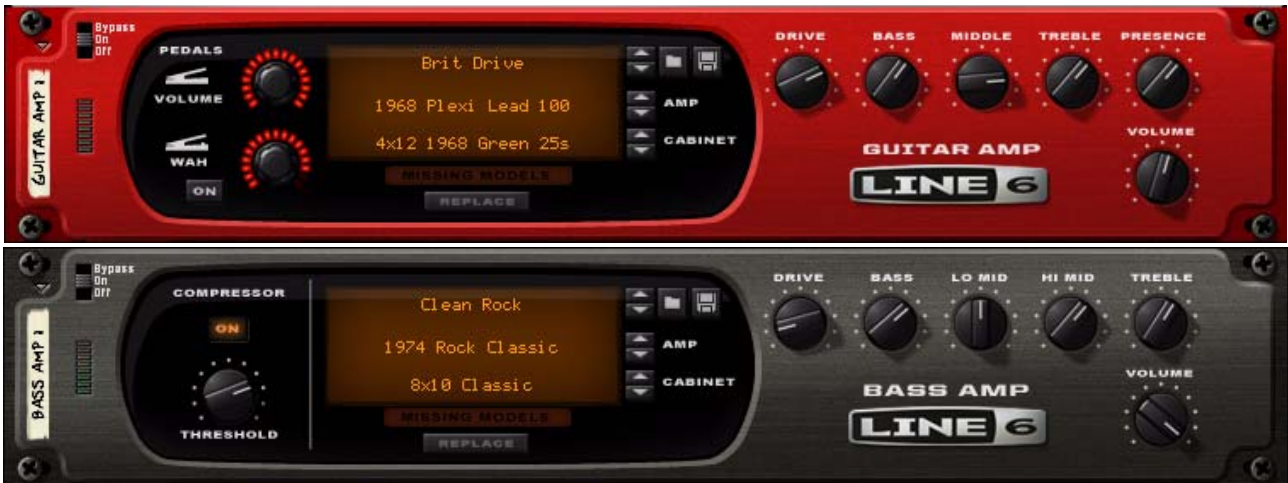 Bypass
On
Off
GUITAR AMP 1
PEDALS
VOLUME
WAH
ON
Brit Drive
1968 Plexi Lead 100
4x12 1968 Green 25s
MISSING MODELS
REPLACE
AMP
CABINET
DRIVE BASS MIDDLE TREBLE PRESENCE
VOLUME
GUITAR AMP
LINE 6
Bypass
On
Off
BASS AMP 1
COMPRESSOR
ON
THRESHOLD
Clean Rock
1974 Rock Classic
8x10 Classic
MISSING MODELS
REPLACE
AMP
CABINET
DRIVE BASS LO MID HI MID TREBLE
VOLUME
BASS AMP
LINE 6